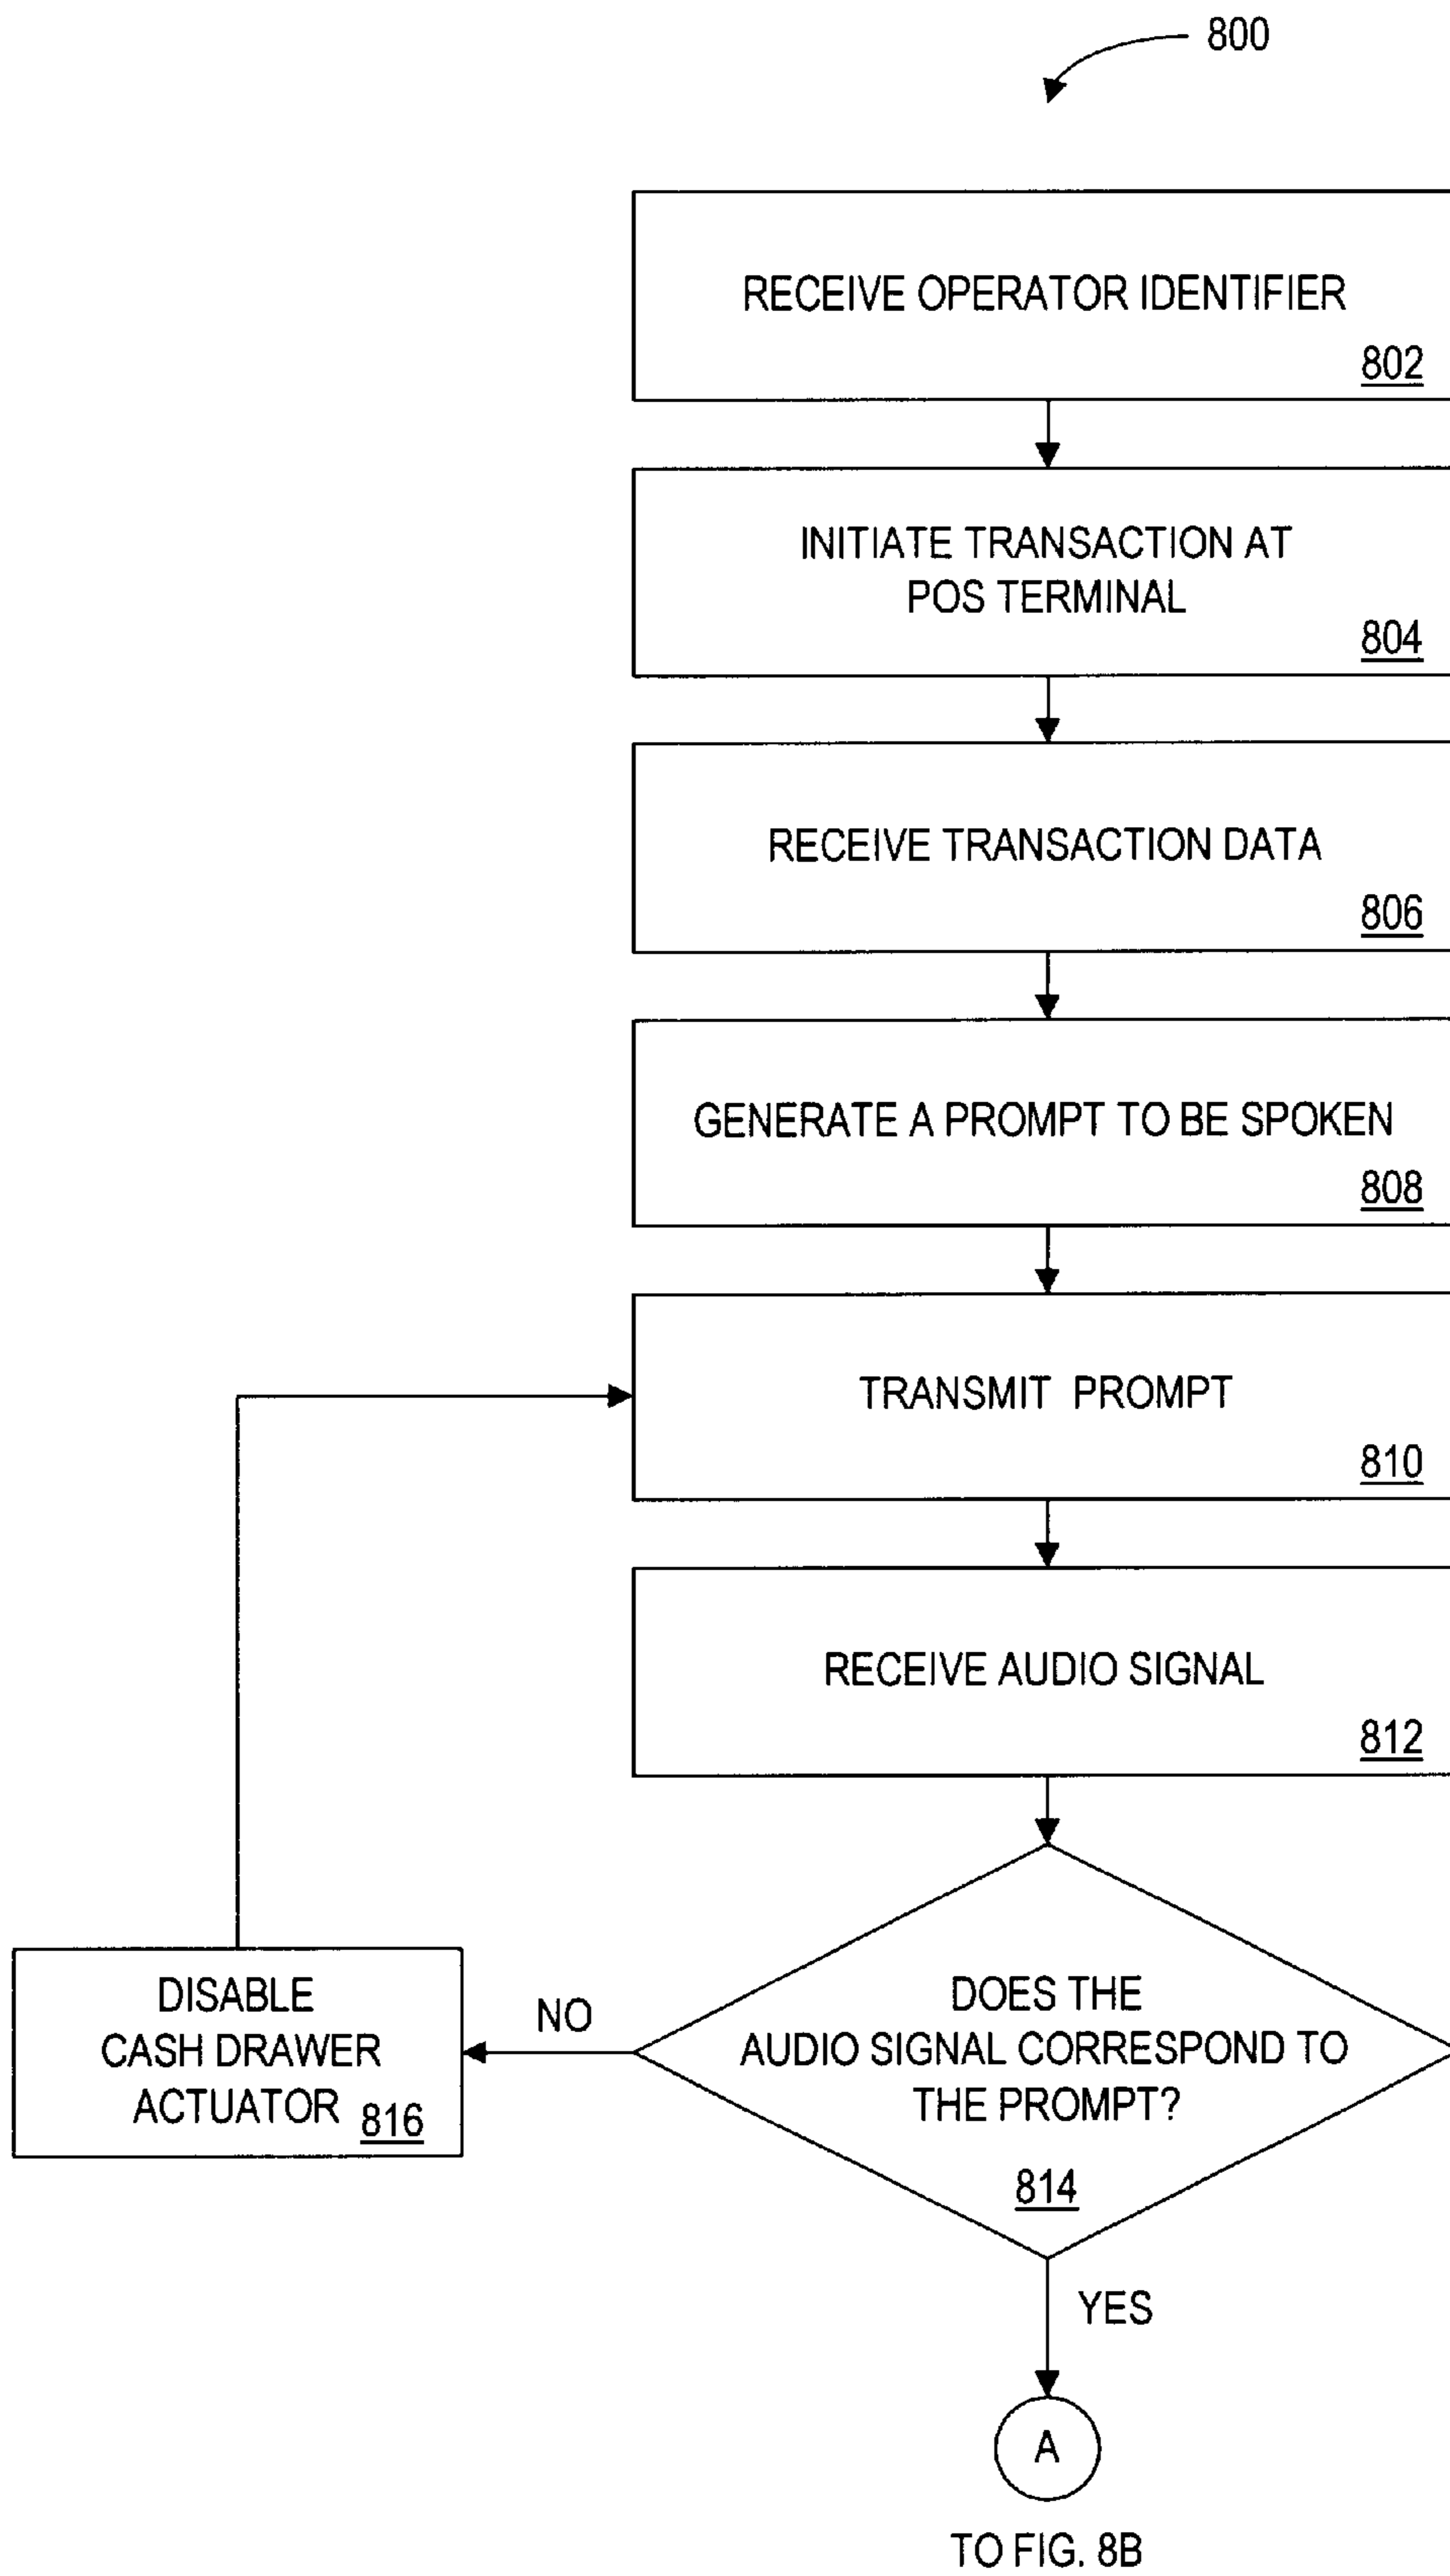 800
RECEIVE OPERATOR IDENTIFIER
802
INITIATE TRANSACTION AT
POS TERMINAL
804
RECEIVE TRANSACTION DATA
806
GENERATE A PROMPT TO BE SPOKEN
808
TRANSMIT PROMPT
810
RECEIVE AUDIO SIGNAL
812
DOES THE
AUDIO SIGNAL CORRESPOND TO
THE PROMPT?
814
NO
DISABLE
CASH DRAWER
ACTUATOR
816
YES
A
TO FIG. 8B